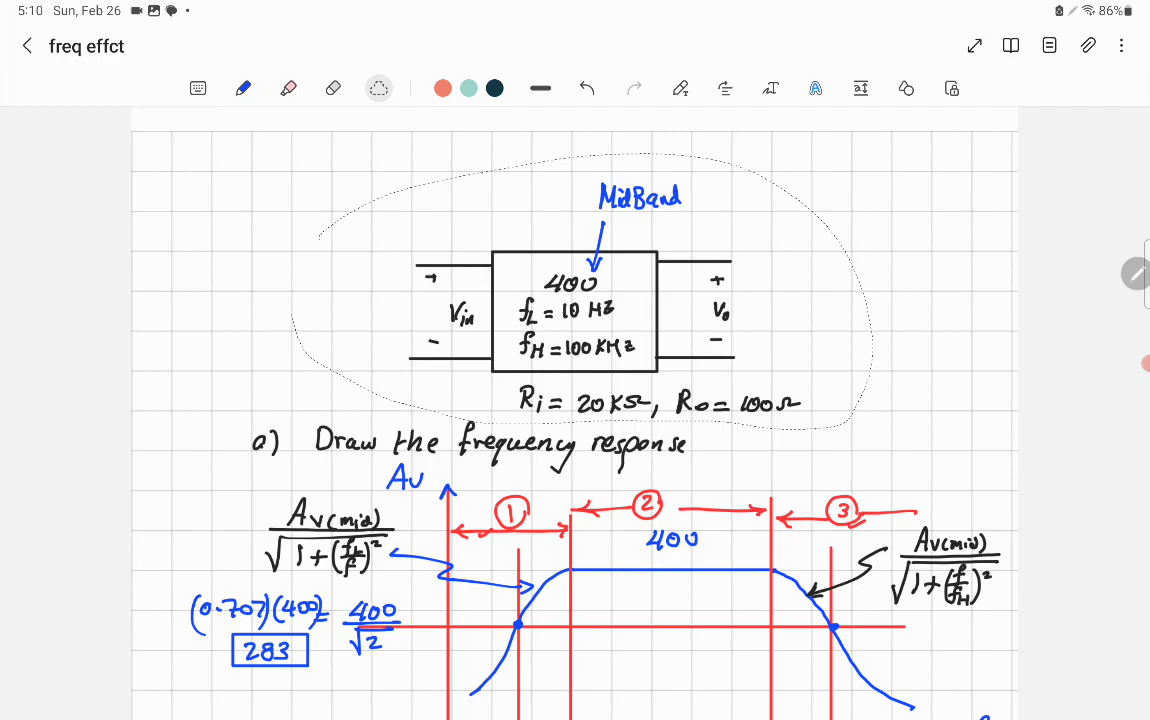 5:10 Sun, Feb 26
86%
freq effct
MidBand
400
+ Vin -
fL = 10 HZ
fH = 100 KHZ
+ Vo -
Ri = 20KΩ, Ro = 100Ω
a) Draw the frequency response
Av
1
2
3
400
Av(mid) / √1+(fL/f)²
Av(mid) / √1+(f/fH)²
(0.707)(400) = 400/√2
283